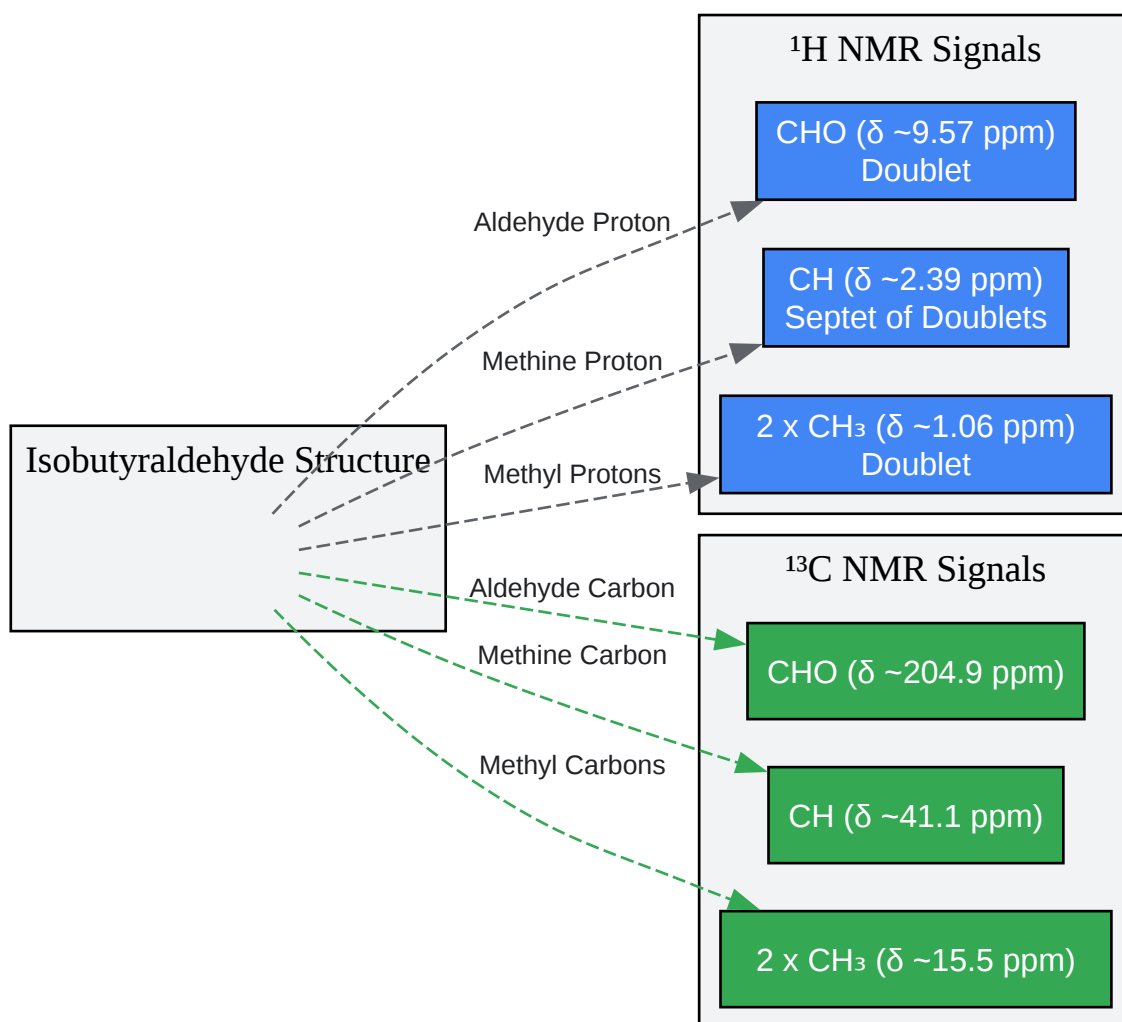 ¹H NMR Signals
CHO (δ ~9.57 ppm)
Doublet
Aldehyde Proton
CH (δ ~2.39 ppm)
Septet of Doublets
Methine Proton
2 x CH₃ (δ ~1.06 ppm)
Doublet
Methyl Protons
Isobutyraldehyde Structure
¹³C NMR Signals
Aldehyde Carbon
CHO (δ ~204.9 ppm)
Methine Carbon
CH (δ ~41.1 ppm)
Methyl Carbons
2 x CH₃ (δ ~15.5 ppm)